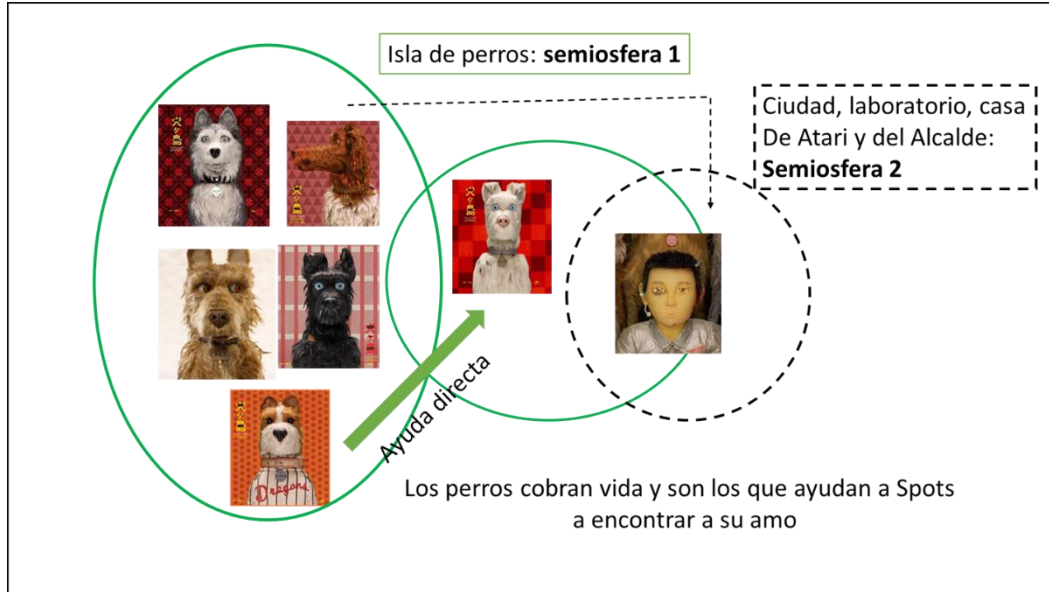 Isla de perros: semiosfera 1
Ciudad, laboratorio, casa
De Atari y del Alcalde:
Semiosfera 2
Ayuda directa
Dragons
Los perros cobran vida y son los que ayudan a Spots
a encontrar a su amo